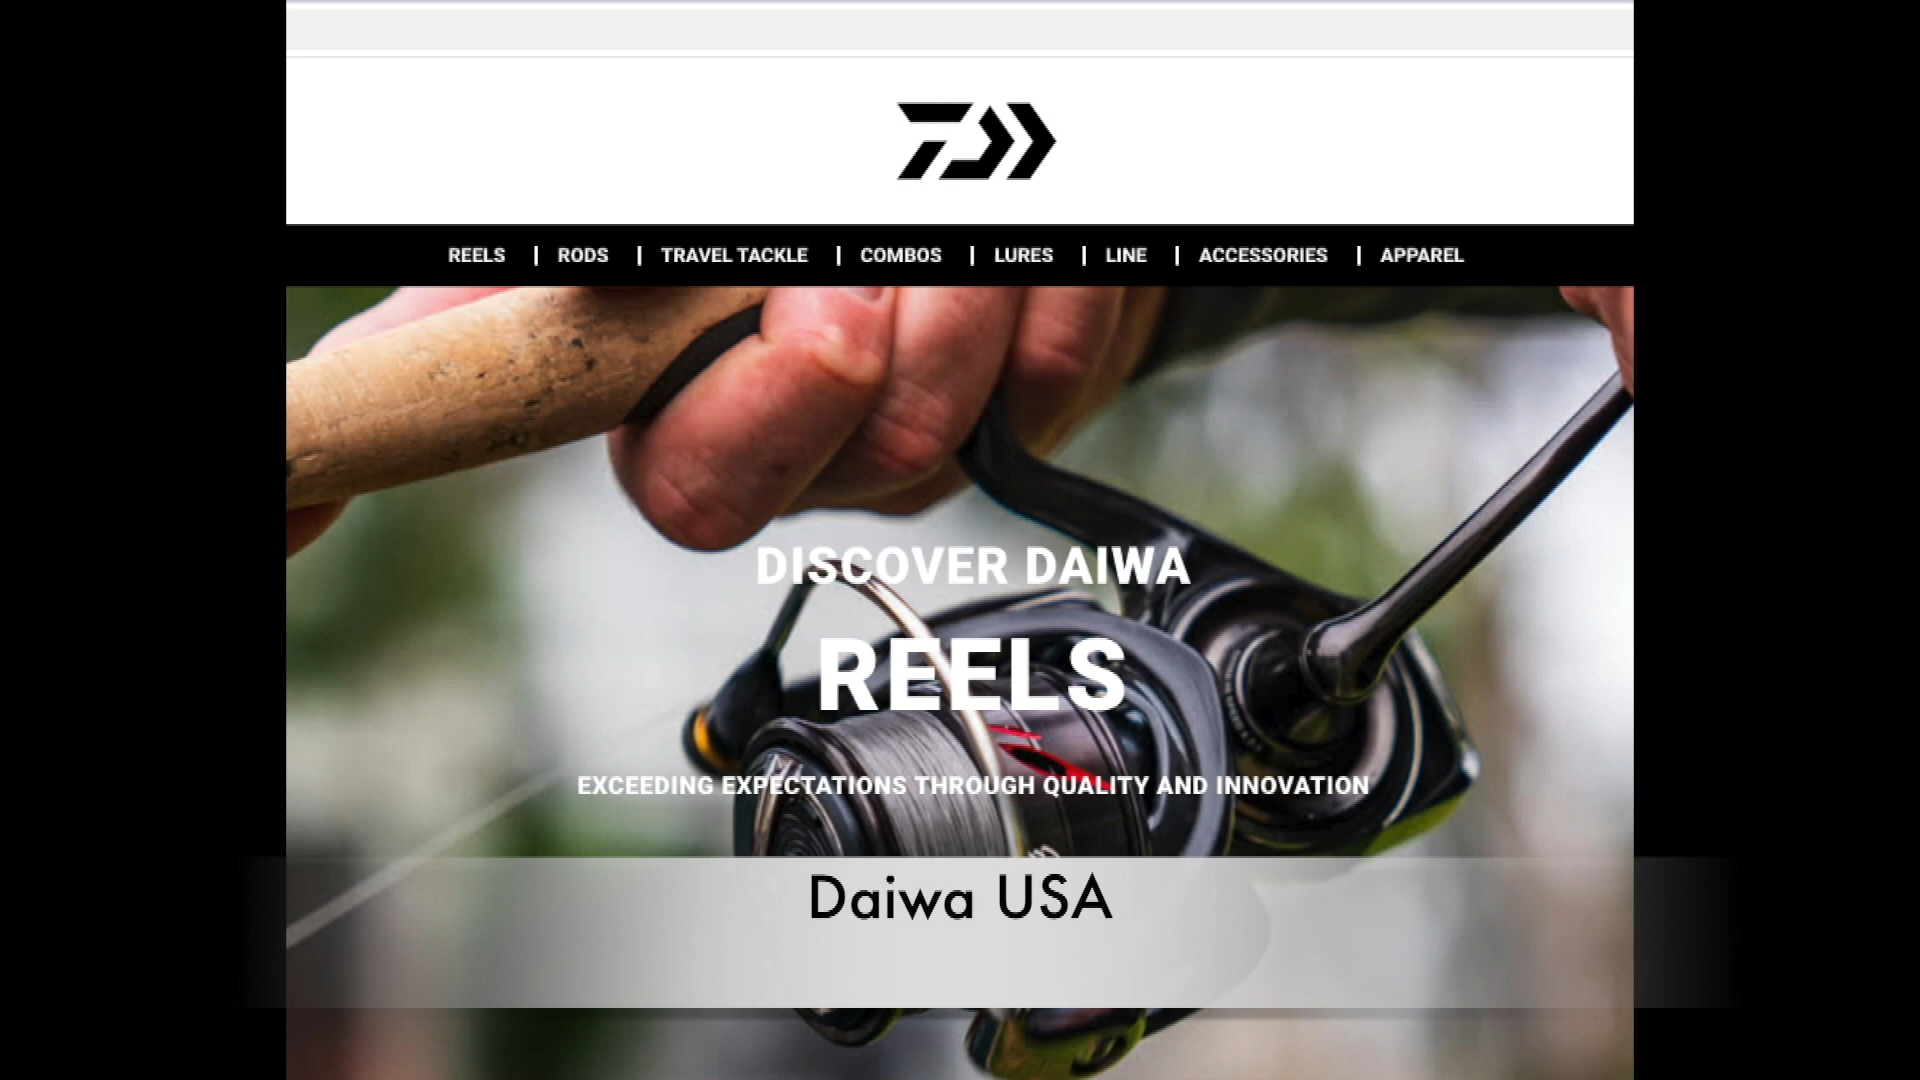 REELS | RODS | TRAVEL TACKLE | COMBOS | LURES | LINE | ACCESSORIES | APPAREL
DISCOVER DAIWA
REELS
EXCEEDING EXPECTATIONS THROUGH QUALITY AND INNOVATION
Daiwa USA